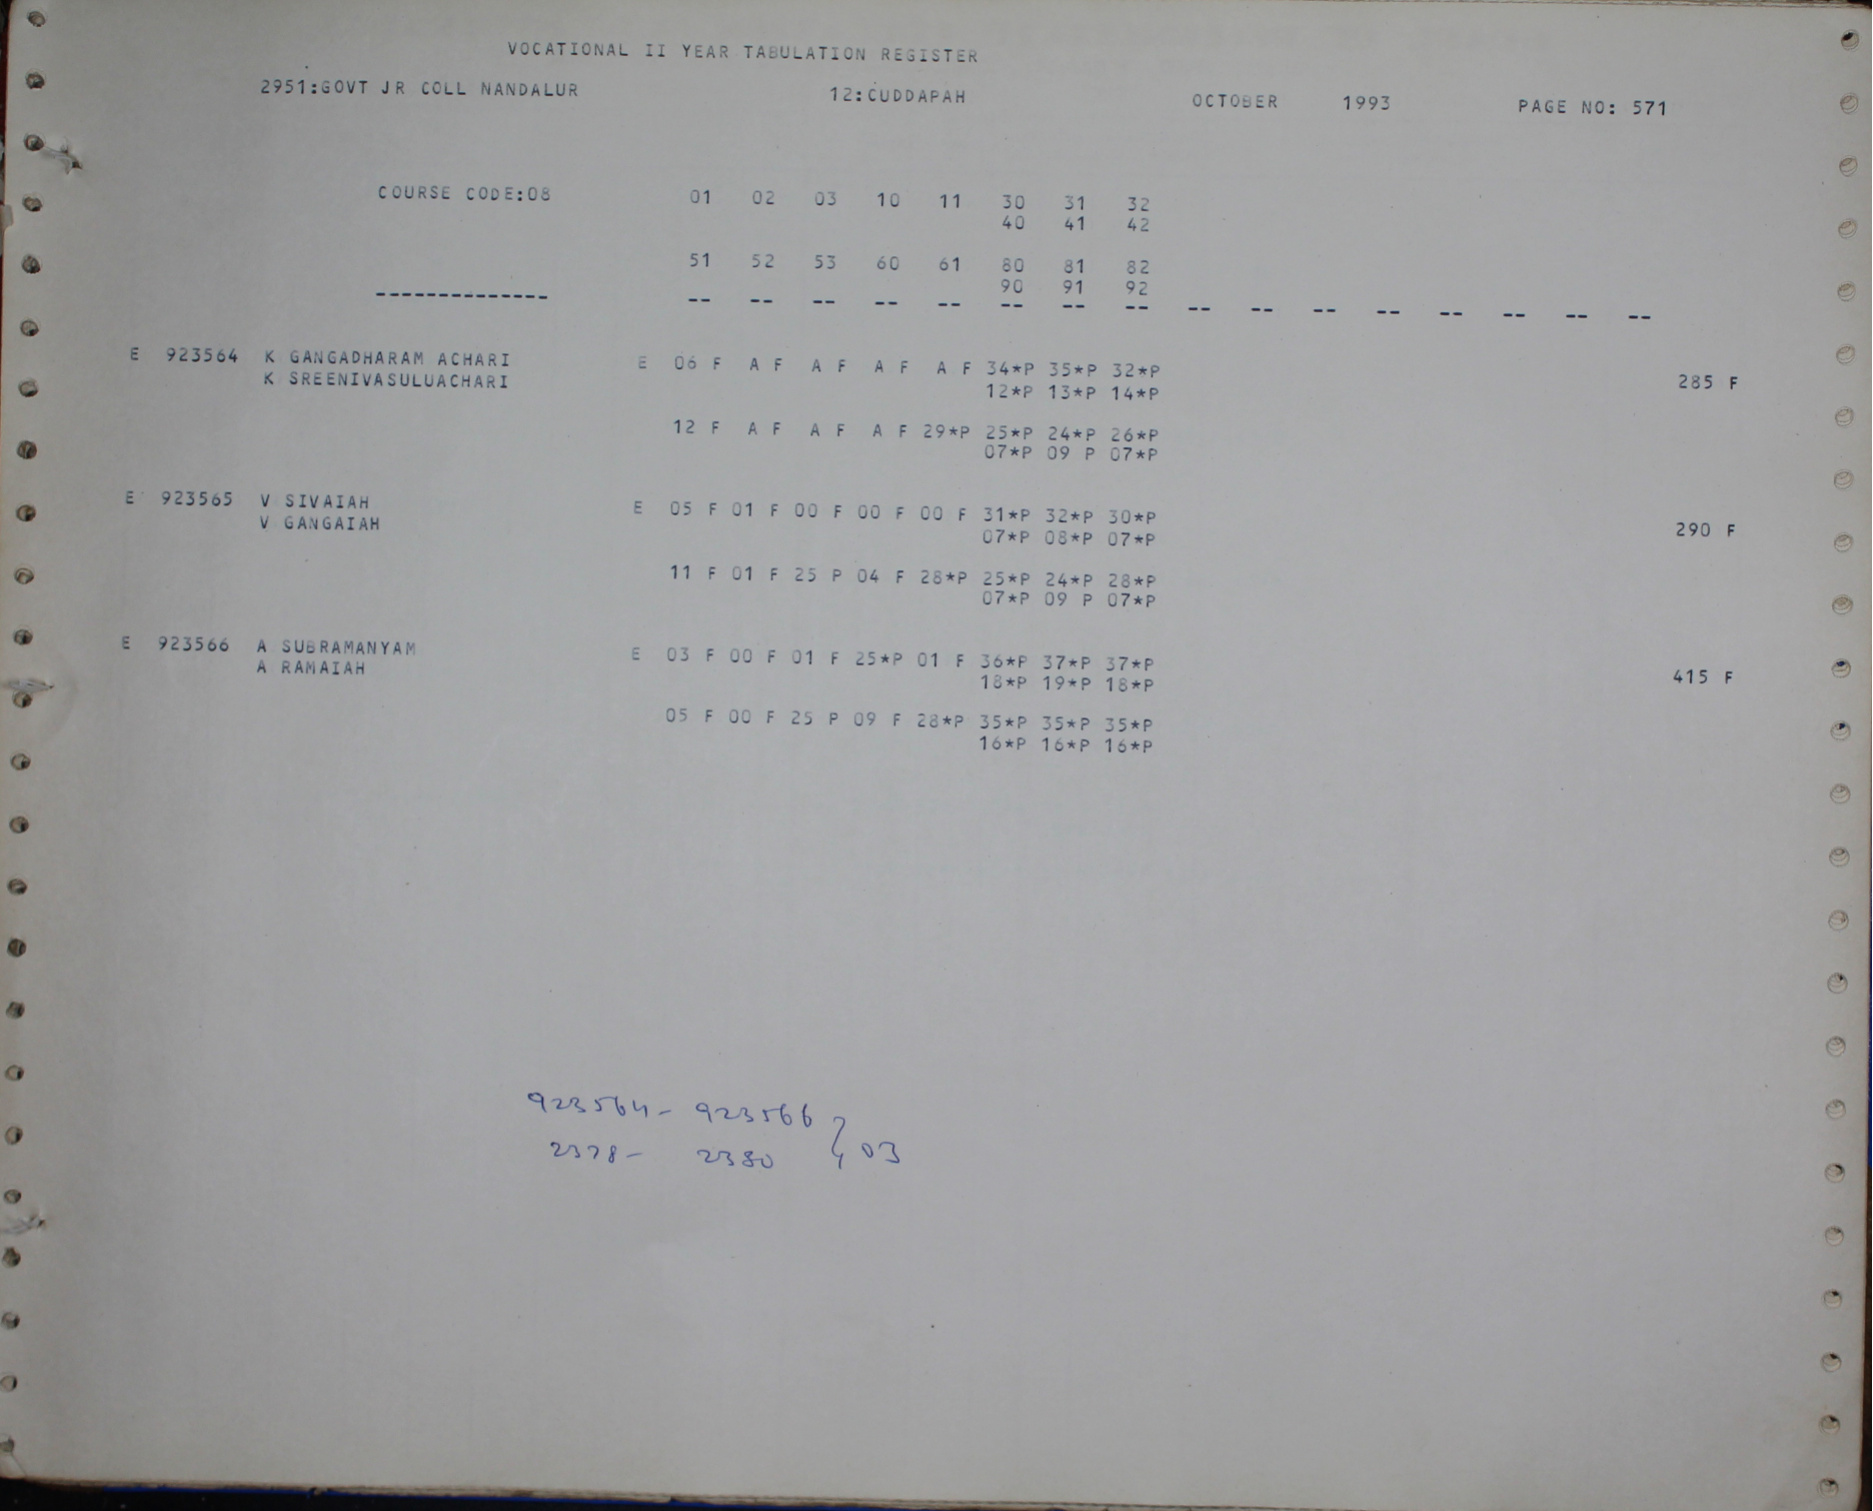 VOCATIONAL II YEAR TABULATION REGISTER
2951:GOVT JR COLL NANDALUR 12:CUDDAPAH OCTOBER 1993 PAGE NO: 571
COURSE CODE:08 01 02 03 10 11 30 31 32
40 41 42
51 52 53 60 61 80 81 82
90 91 92
-------------- -- -- -- -- -- -- -- -- -- -- -- -- -- -- -- --
E 923564 K GANGADHARAM ACHARI E 06 F A F A F A F A F 34*P 35*P 32*P
K SREENIVASULUACHARI 12*P 13*P 14*P 285 F
12 F A F A F A F 29*P 25*P 24*P 26*P
07*P 09 P 07*P
E 923565 V SIVAIAH E 05 F 01 F 00 F 00 F 00 F 31*P 32*P 30*P
V GANGAIAH 07*P 08*P 07*P 290 F
11 F 01 F 25 P 04 F 28*P 25*P 24*P 28*P
07*P 09 P 07*P
E 923566 A SUBRAMANYAM E 03 F 00 F 01 F 25*P 01 F 36*P 37*P 37*P
A RAMAIAH 18*P 19*P 18*P 415 F
05 F 00 F 25 P 09 F 28*P 35*P 35*P 35*P
16*P 16*P 16*P
923564- 923566
2378- 2380 } 03